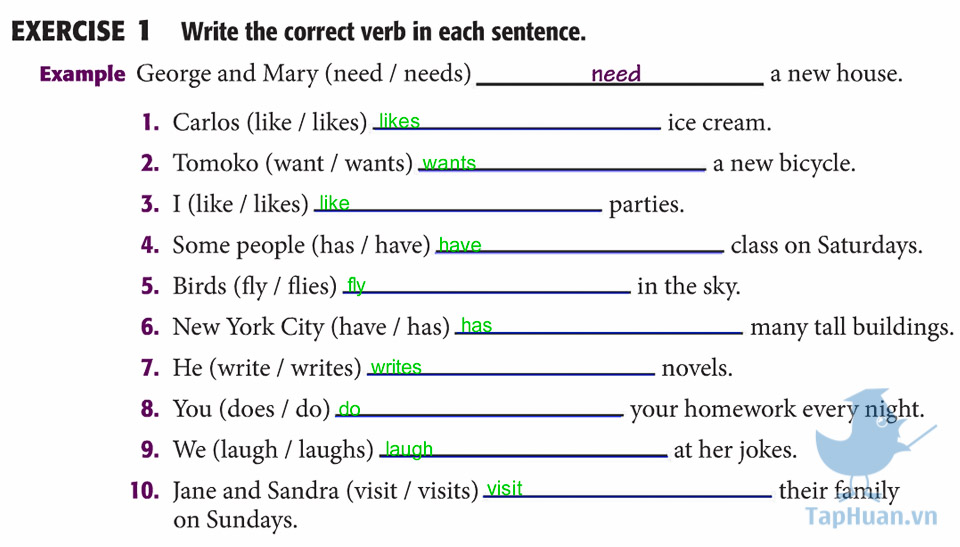 EXERCISE 1 Write the correct verb in each sentence.
Example George and Mary (need / needs) need a new house.
1. Carlos (like / likes) likes ice cream.
2. Tomoko (want / wants) wants a new bicycle.
3. I (like / likes) like parties.
4. Some people (has / have) have class on Saturdays.
5. Birds (fly / flies) fly in the sky.
6. New York City (have / has) has many tall buildings.
7. He (write / writes) writes novels.
8. You (does / do) do your homework every night.
9. We (laugh / laughs) laugh at her jokes.
10. Jane and Sandra (visit / visits) visit their family
on Sundays.
TapHuan.vn